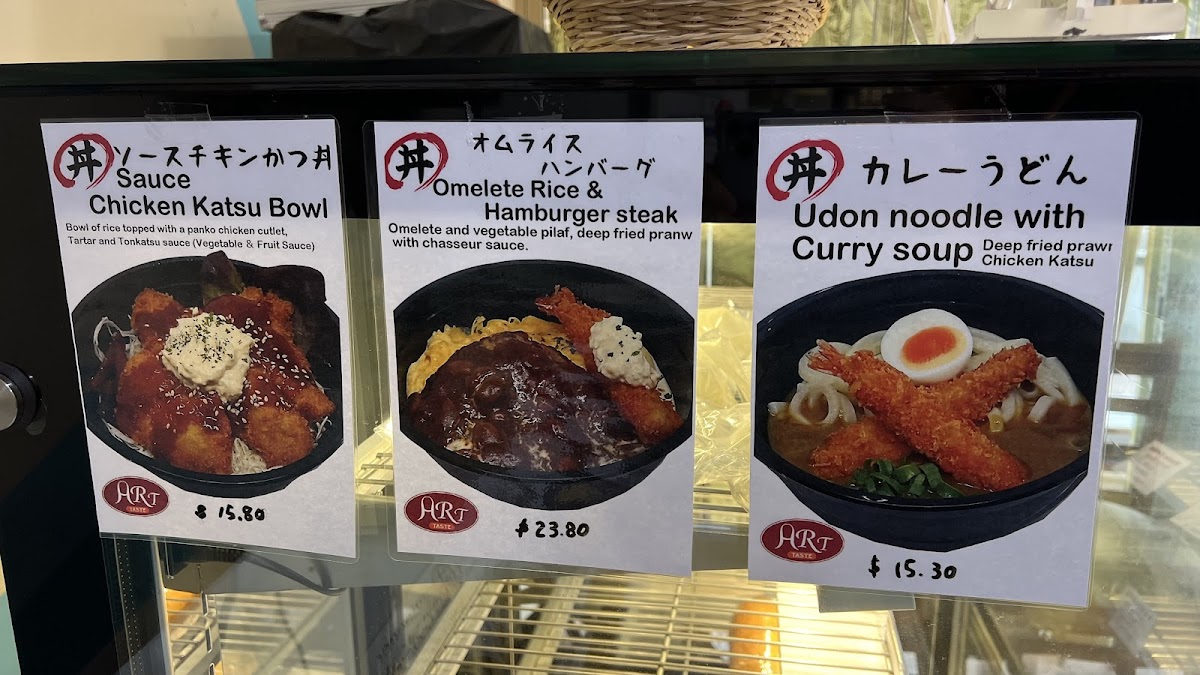 丼
ソースチキンかつ丼
Sauce
Chicken Katsu Bowl
Bowl of rice topped with a panko chicken cutlet,
Tartar and Tonkatsu sauce (Vegetable & Fruit Sauce)
ART
TASTE
$ 15.80
丼
オムライス
ハンバーグ
Omelete Rice &
Hamburger steak
Omelete and vegetable pilaf, deep fried pranw
with chasseur sauce.
ART
TASTE
$ 23.80
丼
カレーうどん
Udon noodle with
Curry soup
Deep fried prawn
Chicken Katsu
ART
TASTE
$ 15.30